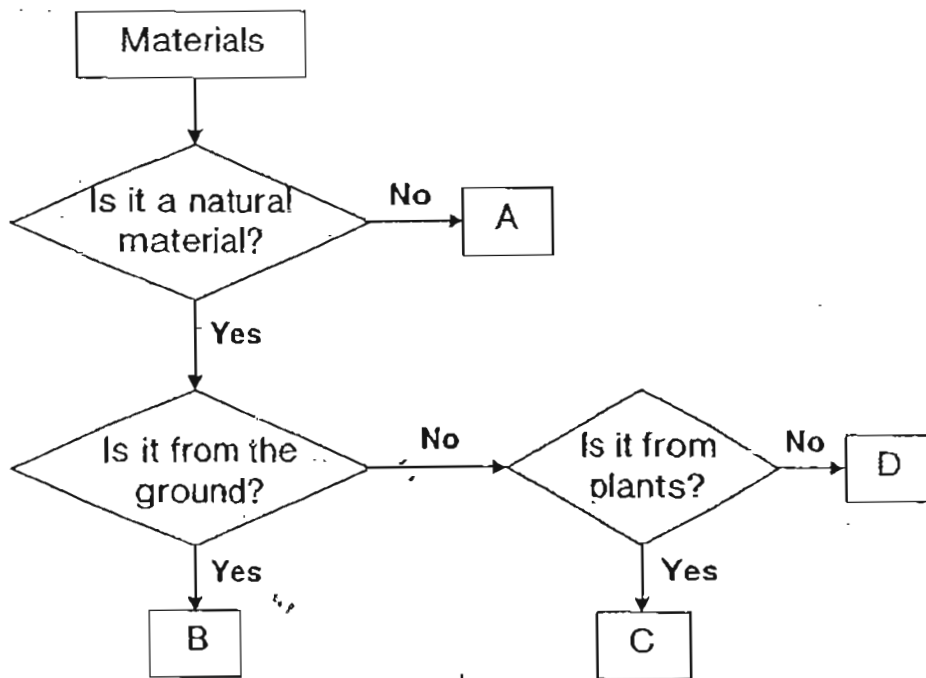 Materials
Is it a natural
material?
No
A
Yes
Is it from the
ground?
No
Is it from
plants?
No
D
Yes
B
Yes
C